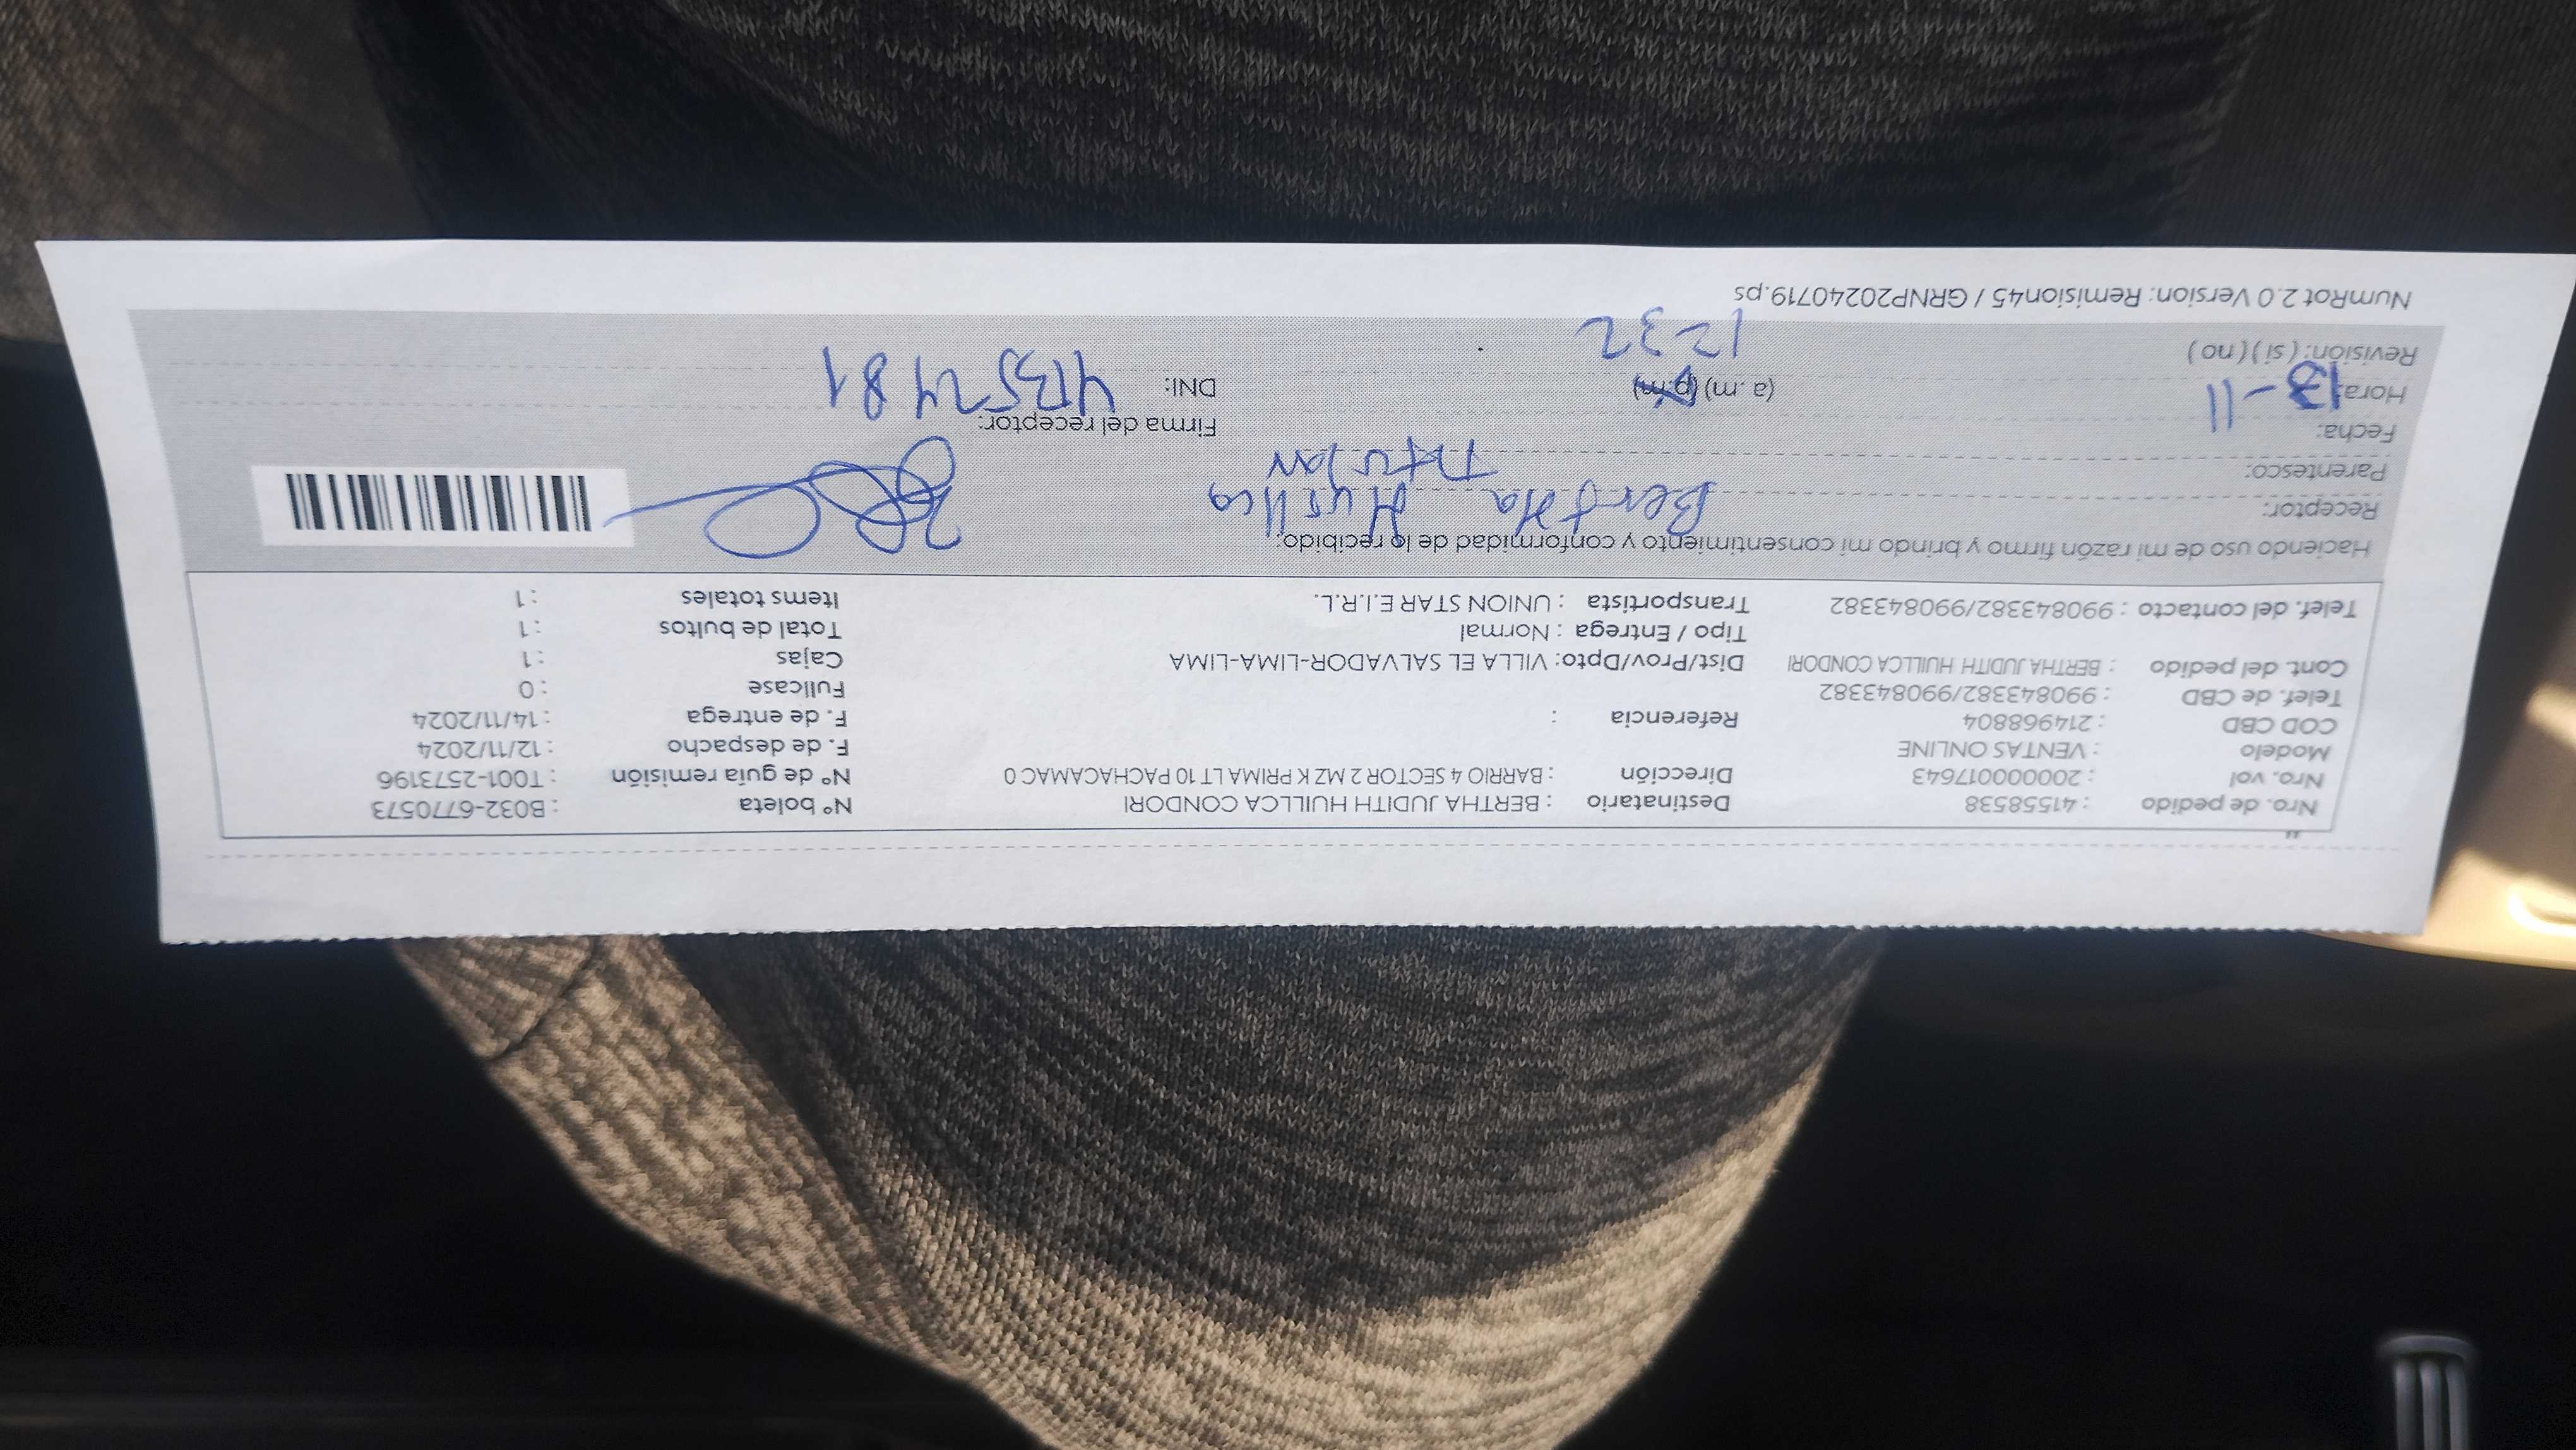 Nro. de pedido : 41558538 Destinatario : BERTHA JUDITH HUILLCA CONDORI N° boleta : B032-6770573
Nro. vol : 2000000017643 Dirección : BARRIO 4 SECTOR 2 MZ K PRIMA LT 10 PACHACAMAC 0 N° de guía remisión : T001-2573196
Modelo : VENTAS ONLINE F. de despacho : 12/11/2024
COD CBD : 214968804 Referencia : F. de entrega : 14/11/2024
Telef. de CBD : 990843382/990843382 Fullcase : 0
Cont. del pedido : BERTHA JUDITH HUILLCA CONDORI Dist/Prov/Dpto: VILLA EL SALVADOR-LIMA-LIMA Cajas : 1
Tipo / Entrega : Normal Total de bultos : 1
Telef. del contacto : 990843382/990843382 Transportista : UNION STAR E.I.R.L. Items totales : 1
Haciendo uso de mi razón firmo y brindo mi consentimiento y conformidad de lo recibido:
Receptor: Bertha Huillca
Parentesco: Titular
Fecha: 13-11 Firma del receptor:
Hora: (a.m) (p.m) DNI:
Revisión: (si) (no) 12-32
NumRot 2.0 Version: Remision45 / GRNP20240719.ps